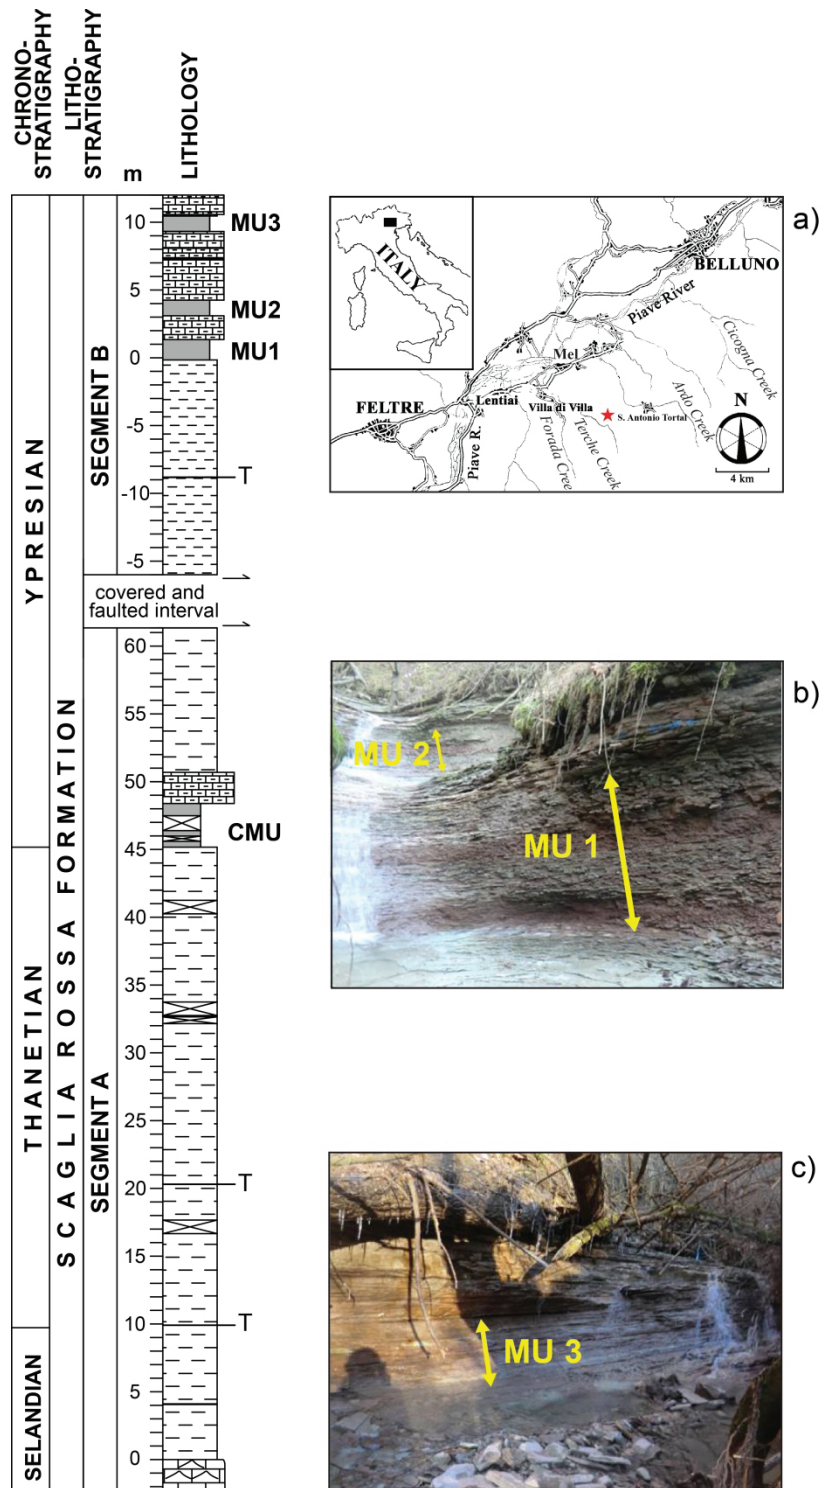 CHRONO-
STRATIGRAPHY
LITHO-
STRATIGRAPHY
m
LITHOLOGY
YPRESIAN
THANETIAN
SELANDIAN
SCAGLIA ROSSA FORMATION
SEGMENT B
SEGMENT A
10
5
0
-5
-10
-5
MU3
MU2
MU1
T
covered and
faulted interval
60
55
50
45
40
35
30
25
20
15
10
5
0
CMU
T
T
a)
ITALY
BELLUNO
Piave River
Cicogna Creek
Mel
Ardo Creek
FELTRE
Lentiai
Villa di Villa
S. Antonio Tortal
Piave R.
Forada Cree
Terche Creek
N
4 km
b)
MU 2
MU 1
c)
MU 3